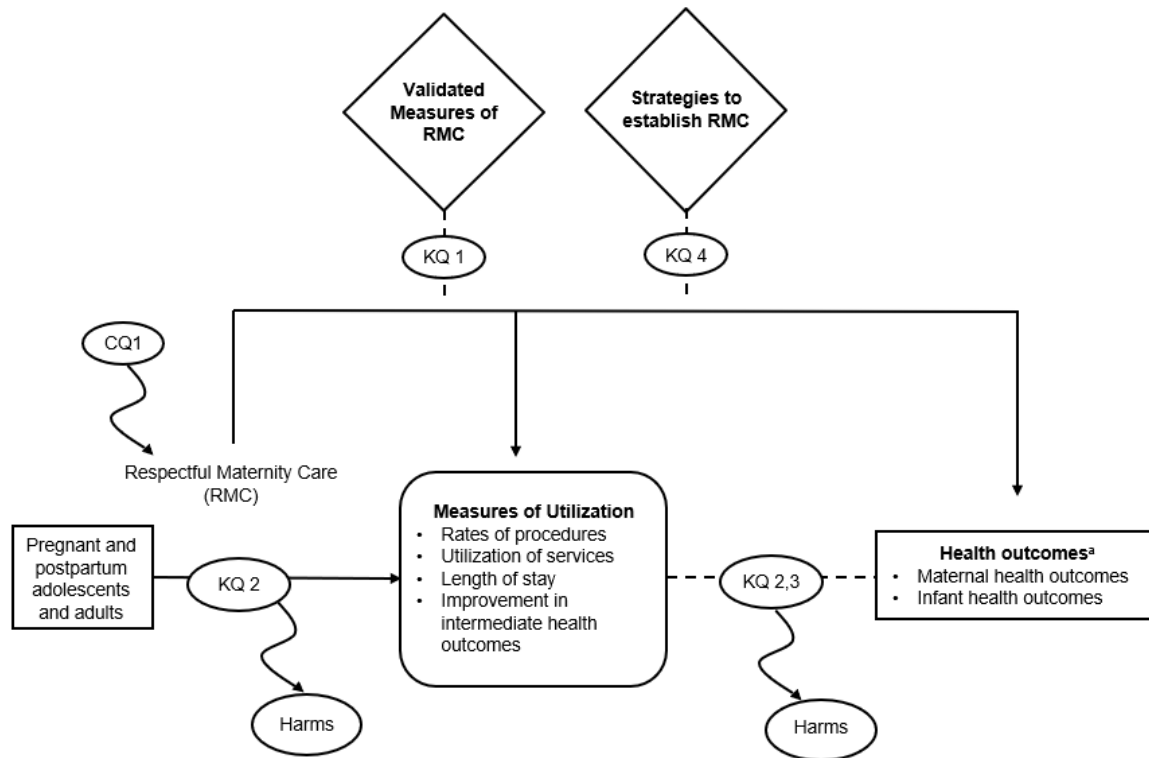 Validated
Measures of
RMC
Strategies to
establish RMC
KQ 1
KQ 4
CQ1
Respectful Maternity Care
(RMC)
Pregnant and
postpartum
adolescents
and adults
KQ 2
Measures of Utilization
• Rates of procedures
• Utilization of services
• Length of stay
• Improvement in
intermediate health
outcomes
KQ 2,3
Health outcomesᵃ
• Maternal health outcomes
• Infant health outcomes
Harms
Harms